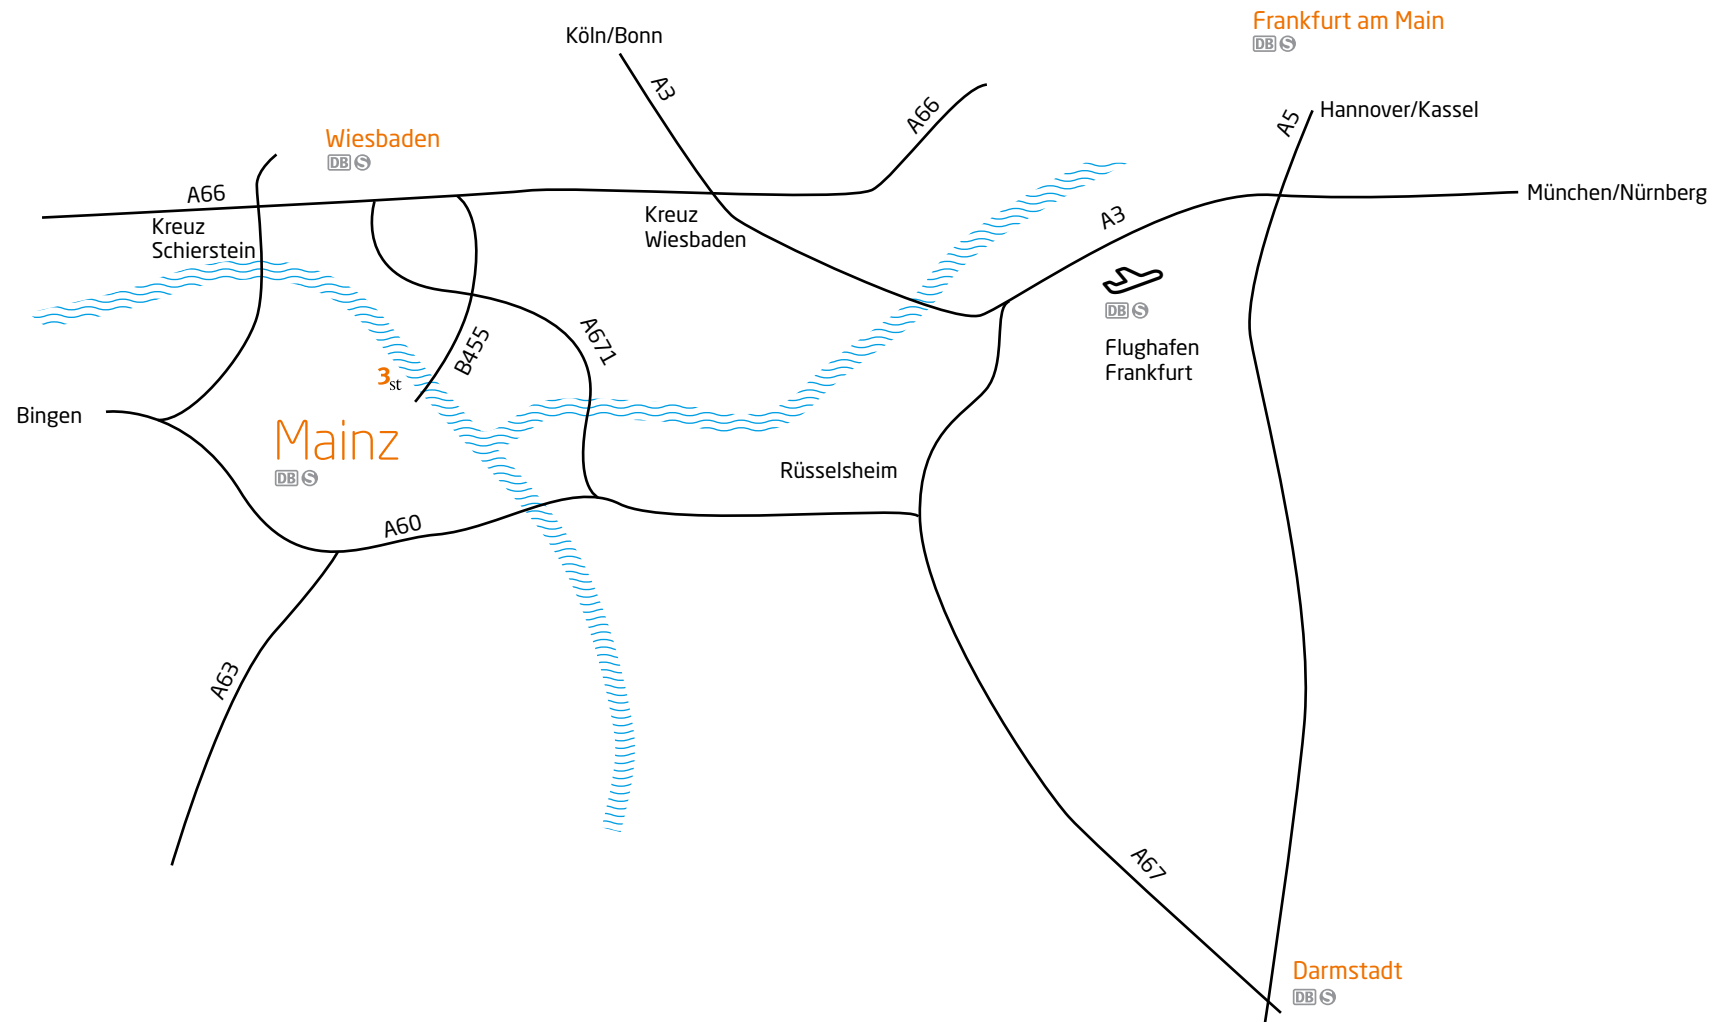 Frankfurt am Main
DB S
Köln/Bonn
A3
A66
A5
Hannover/Kassel
Wiesbaden
DB S
A66
Kreuz
Schierstein
Kreuz
Wiesbaden
A3
München/Nürnberg
DB S
Flughafen
Frankfurt
A671
B455
3st
Bingen
Mainz
DB S
Rüsselsheim
A60
A63
A67
Darmstadt
DB S